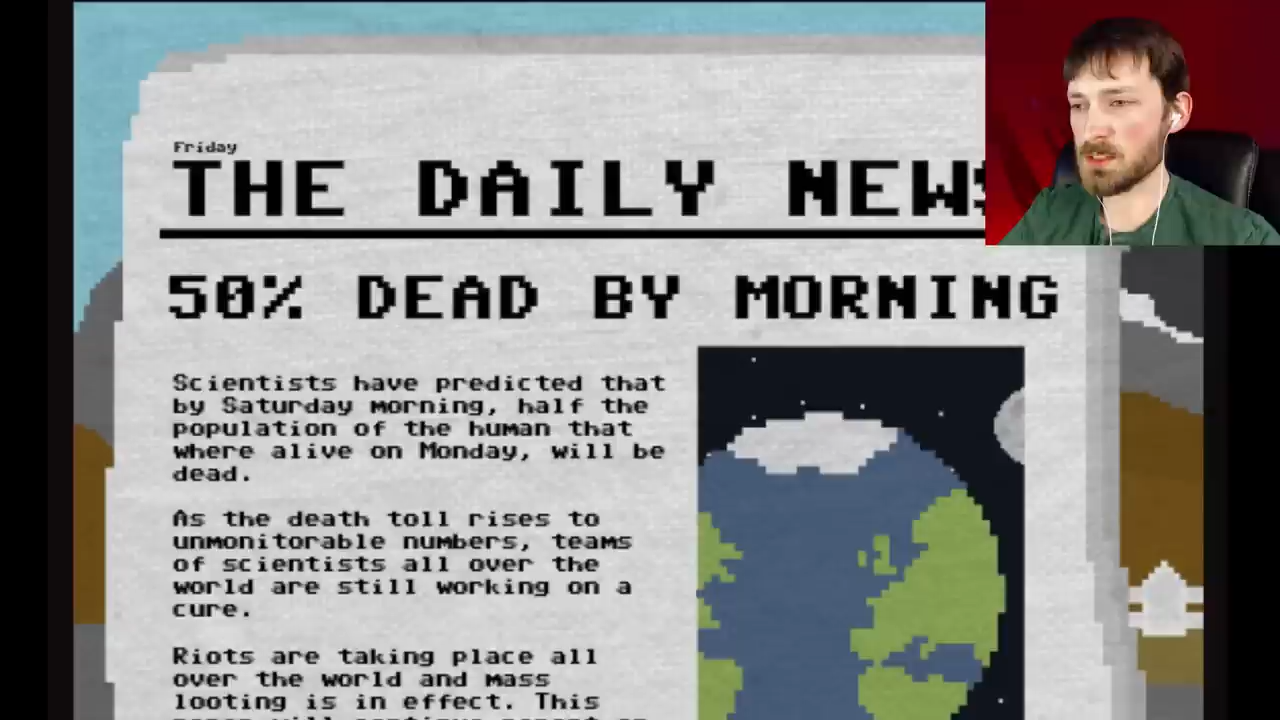 Friday
THE DAILY NEWS
50% DEAD BY MORNING
Scientists have predicted that
by Saturday morning, half the
population of the human that
where alive on Monday, will be
dead.
As the death toll rises to
unmonitorable numbers, teams
of scientists all over the
world are still working on a
cure.
Riots are taking place all
over the world and mass
looting is in effect. This